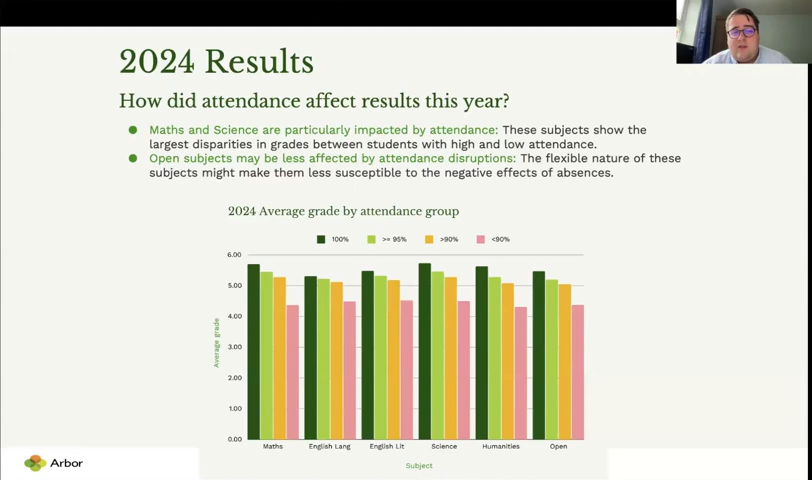 2024 Results
How did attendance affect results this year?
Maths and Science are particularly impacted by attendance: These subjects show the
largest disparities in grades between students with high and low attendance.
Open subjects may be less affected by attendance disruptions: The flexible nature of these
subjects might make them less susceptible to the negative effects of absences.
2024 Average grade by attendance group
100% >= 95% >90% <90%
6.00
5.00
4.00
3.00
2.00
1.00
0.00
Average grade
Maths English Lang English Lit Science Humanities Open
Subject
Arbor